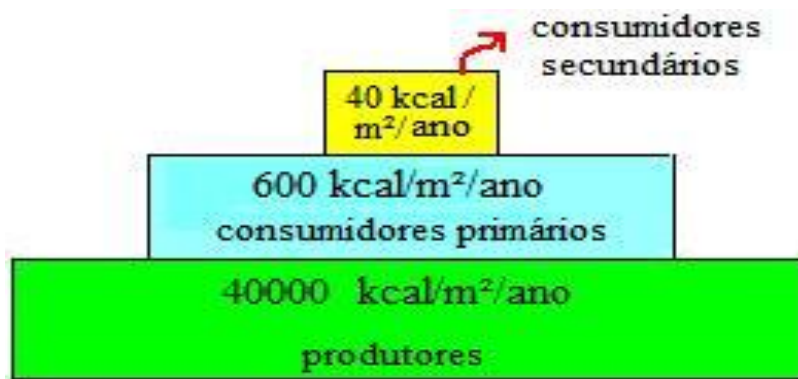 consumidores
secundários
40 kcal/
m²/ano
600 kcal/m²/ano
consumidores primários
40000 kcal/m²/ano
produtores